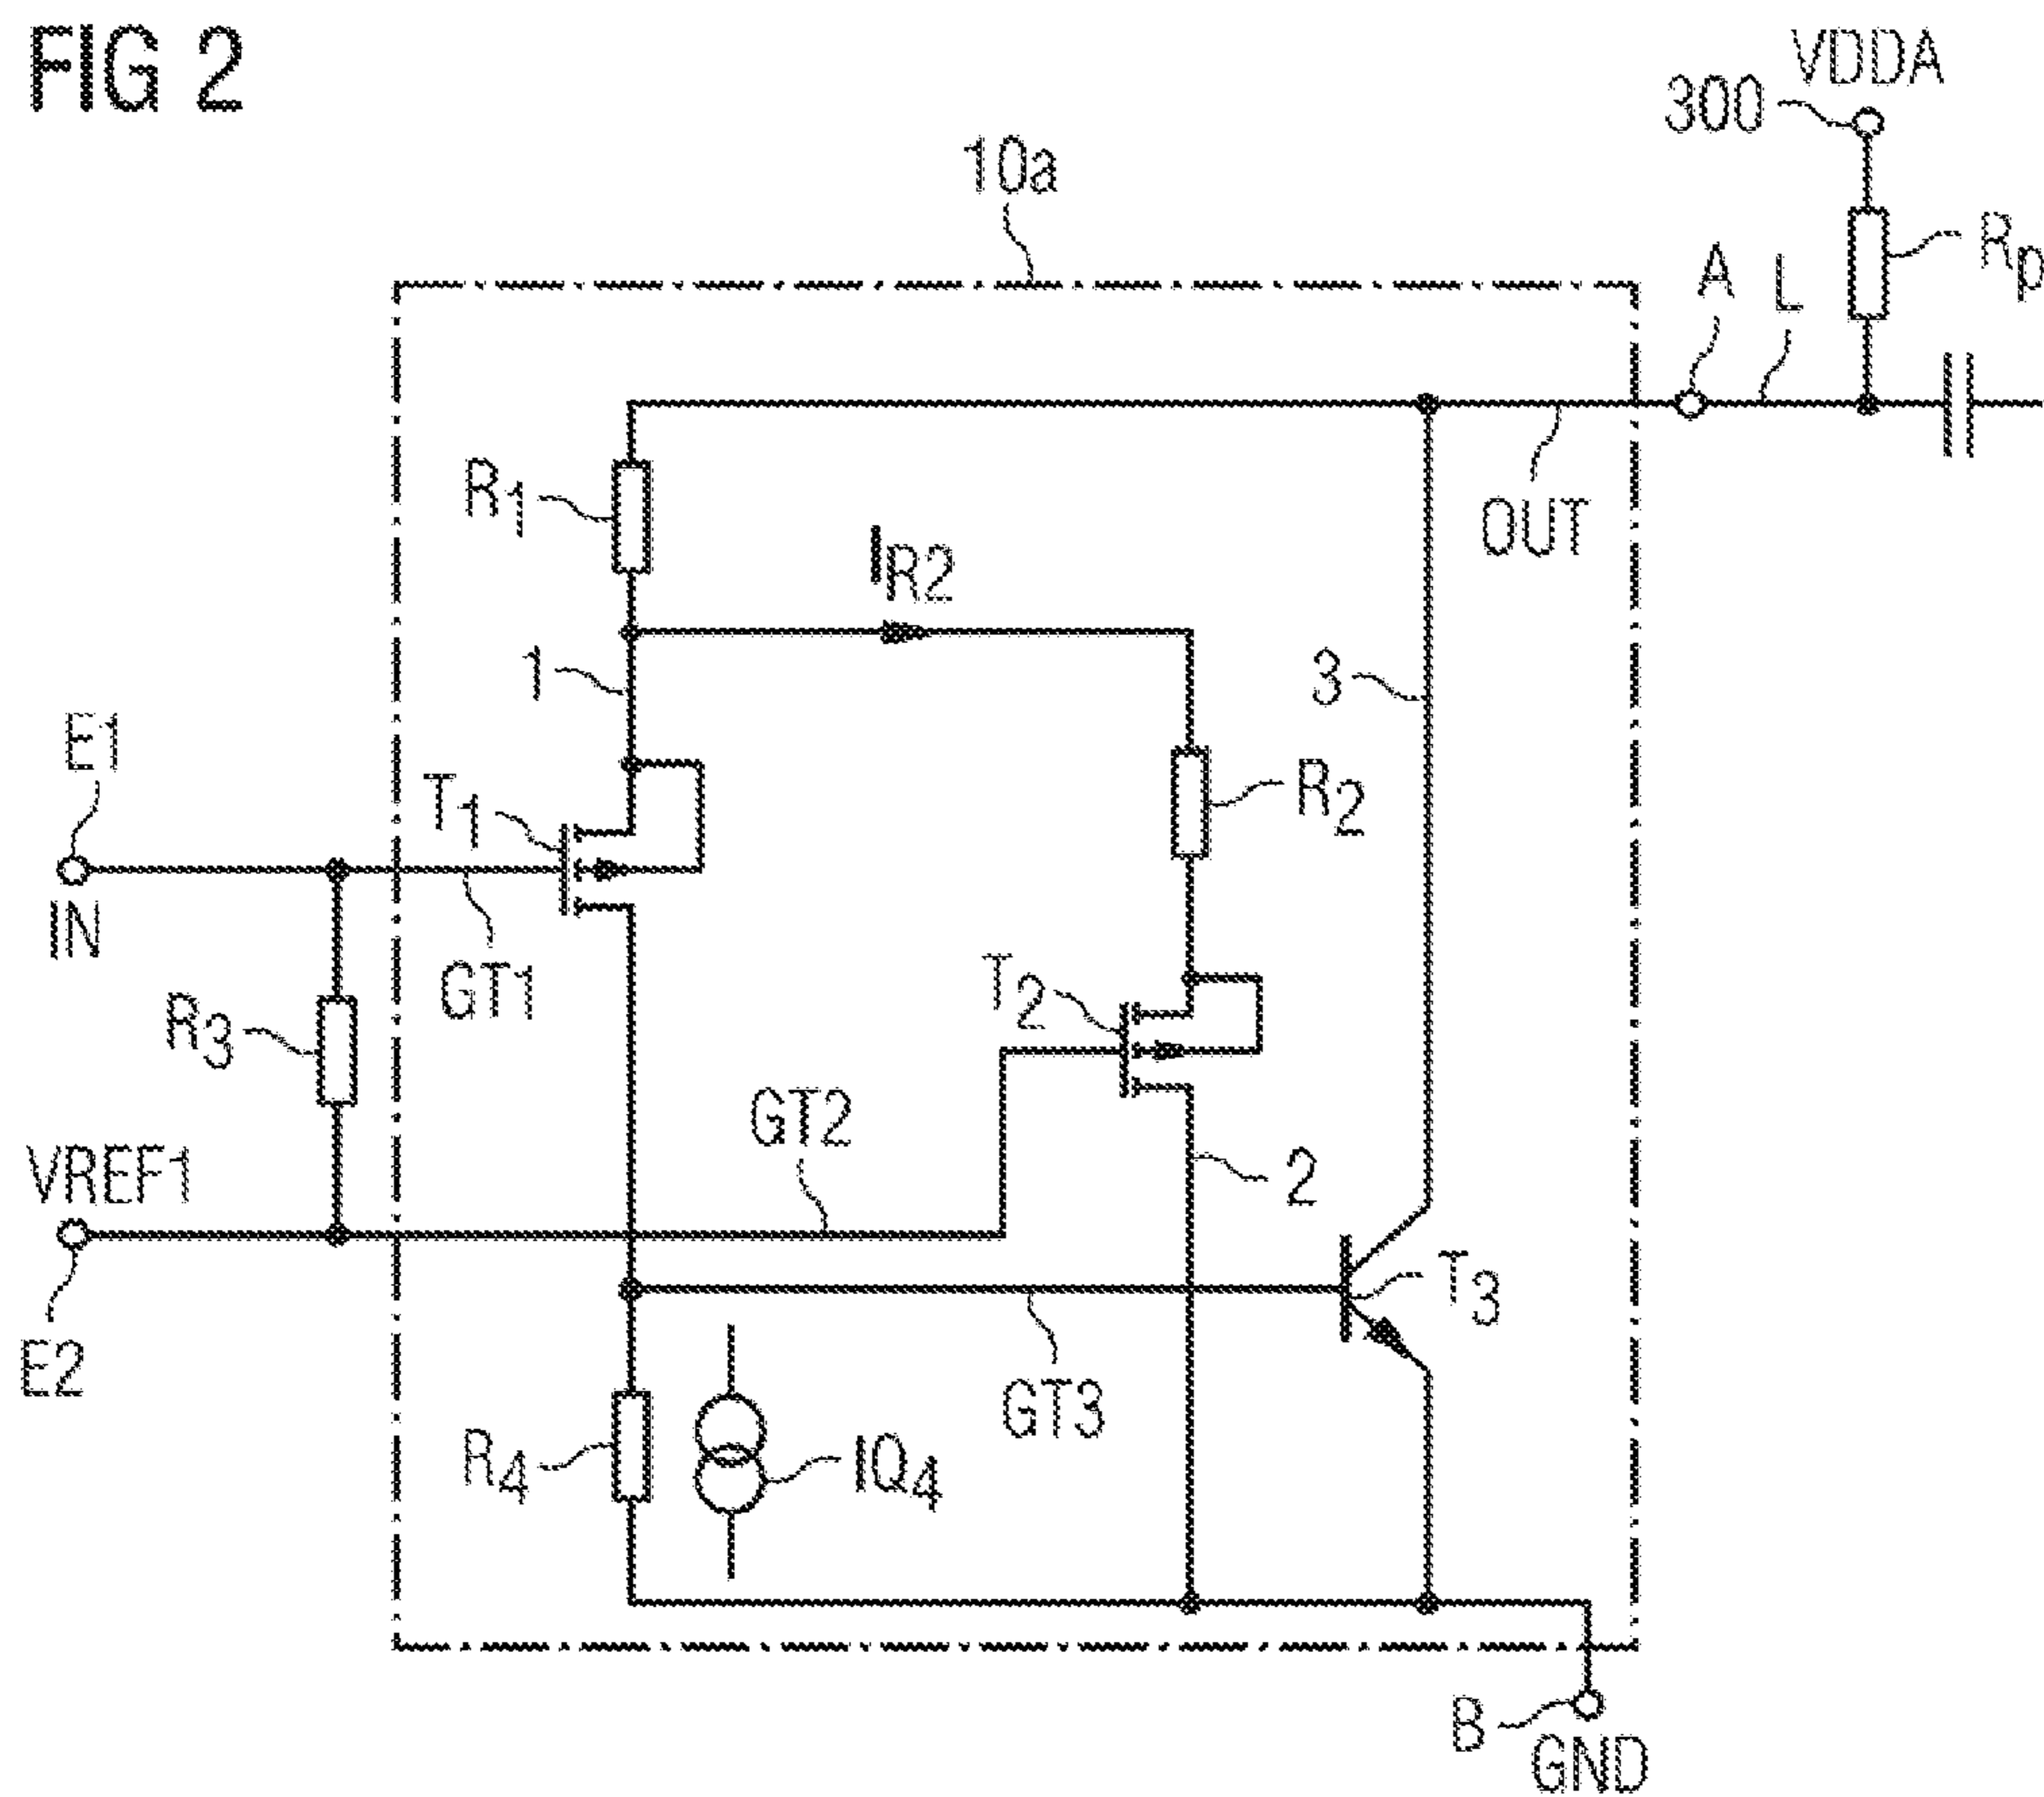 FIG 2
VDDA
300
10a
Rp
A
L
R1
OUT
IR2
1
3
E1
T1
R2
IN
GT1
T2
R3
GT2
2
VREF1
T3
E2
GT3
R4
IQ4
B
GND